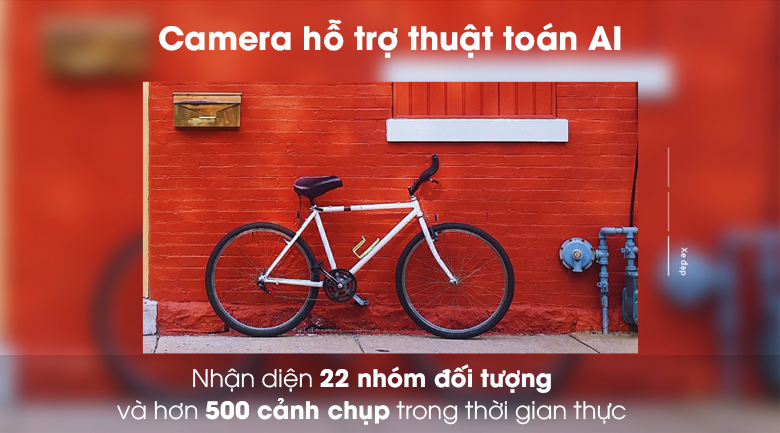 Camera hỗ trợ thuật toán AI
Xe đạp
Nhận diện 22 nhóm đối tượng
và hơn 500 cảnh chụp trong thời gian thực